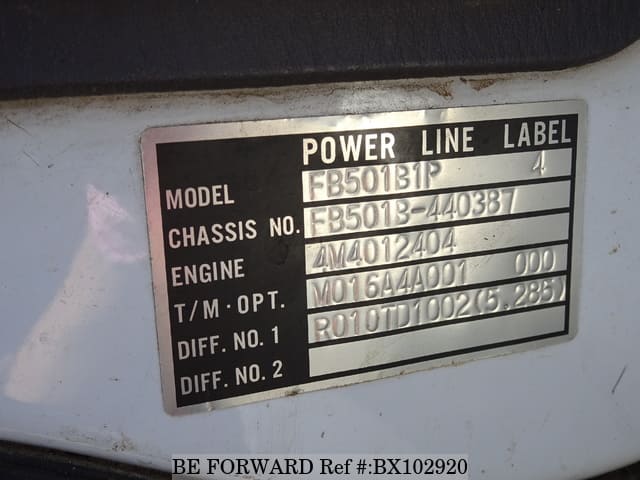 POWER LINE LABEL
MODEL FB501B1P 4
CHASSIS NO. FB501B-440387
ENGINE 4M4012404
T/M·OPT. M016A4A001 000
DIFF. NO. 1 R010TD1002(5.285)
DIFF. NO. 2
BE FORWARD Ref #:BX102920